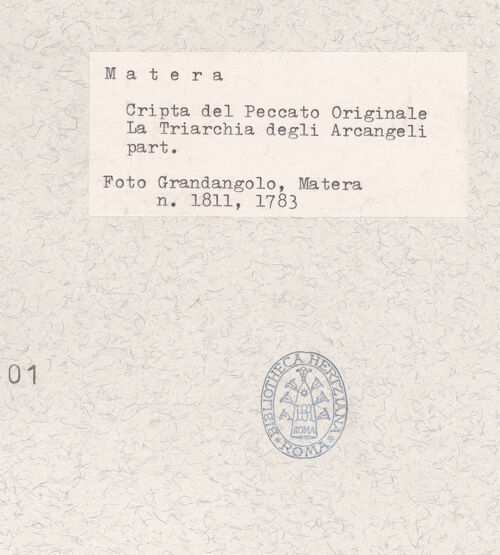 Matera
Cripta del Peccato Originale
La Triarchia degli Arcangeli
part.
Foto Grandangolo, Matera
n. 1811, 1783
01
BIBLIOTHECA HERTZIANA
ROMA
ROMA